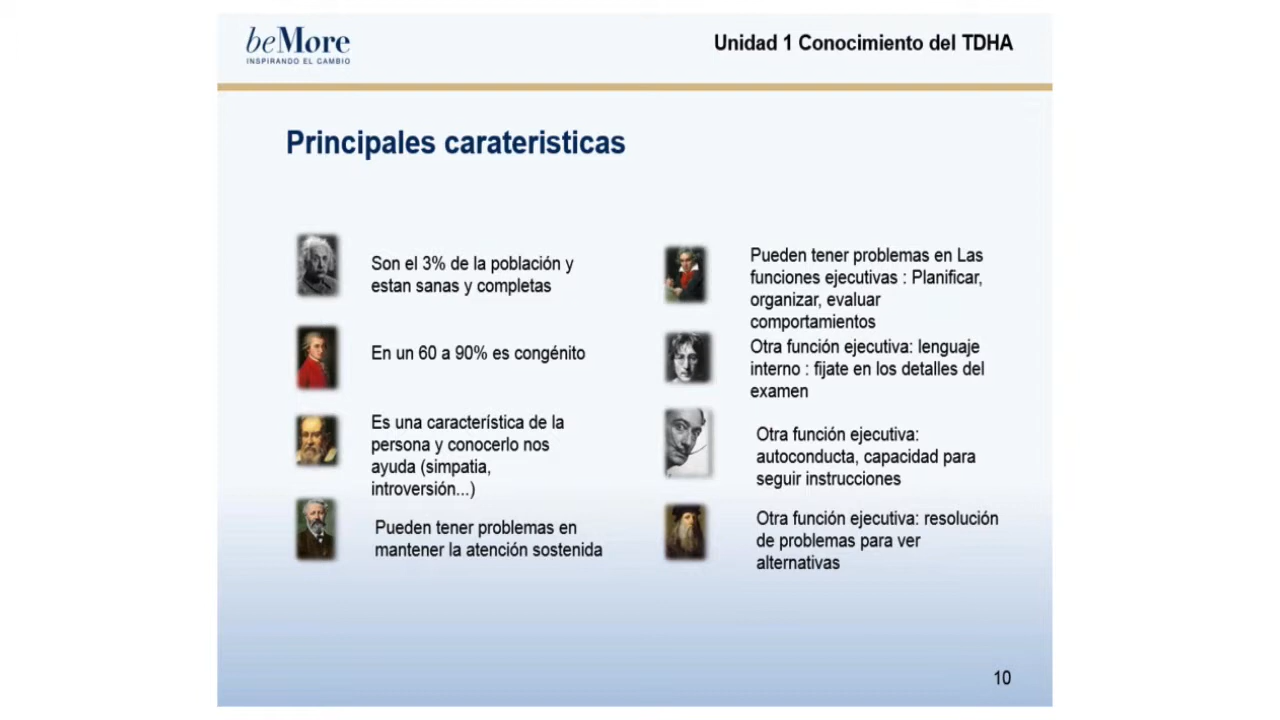 beMore
INSPIRANDO EL CAMBIO
Unidad 1 Conocimiento del TDHA
Principales carateristicas
Son el 3% de la población y
estan sanas y completas
En un 60 a 90% es congénito
Es una característica de la
persona y conocerlo nos
ayuda (simpatia,
introversión...)
Pueden tener problemas en
mantener la atención sostenida
Pueden tener problemas en Las
funciones ejecutivas : Planificar,
organizar, evaluar
comportamientos
Otra función ejecutiva: lenguaje
interno : fijate en los detalles del
examen
Otra función ejecutiva:
autoconducta, capacidad para
seguir instrucciones
Otra función ejecutiva: resolución
de problemas para ver
alternativas
10